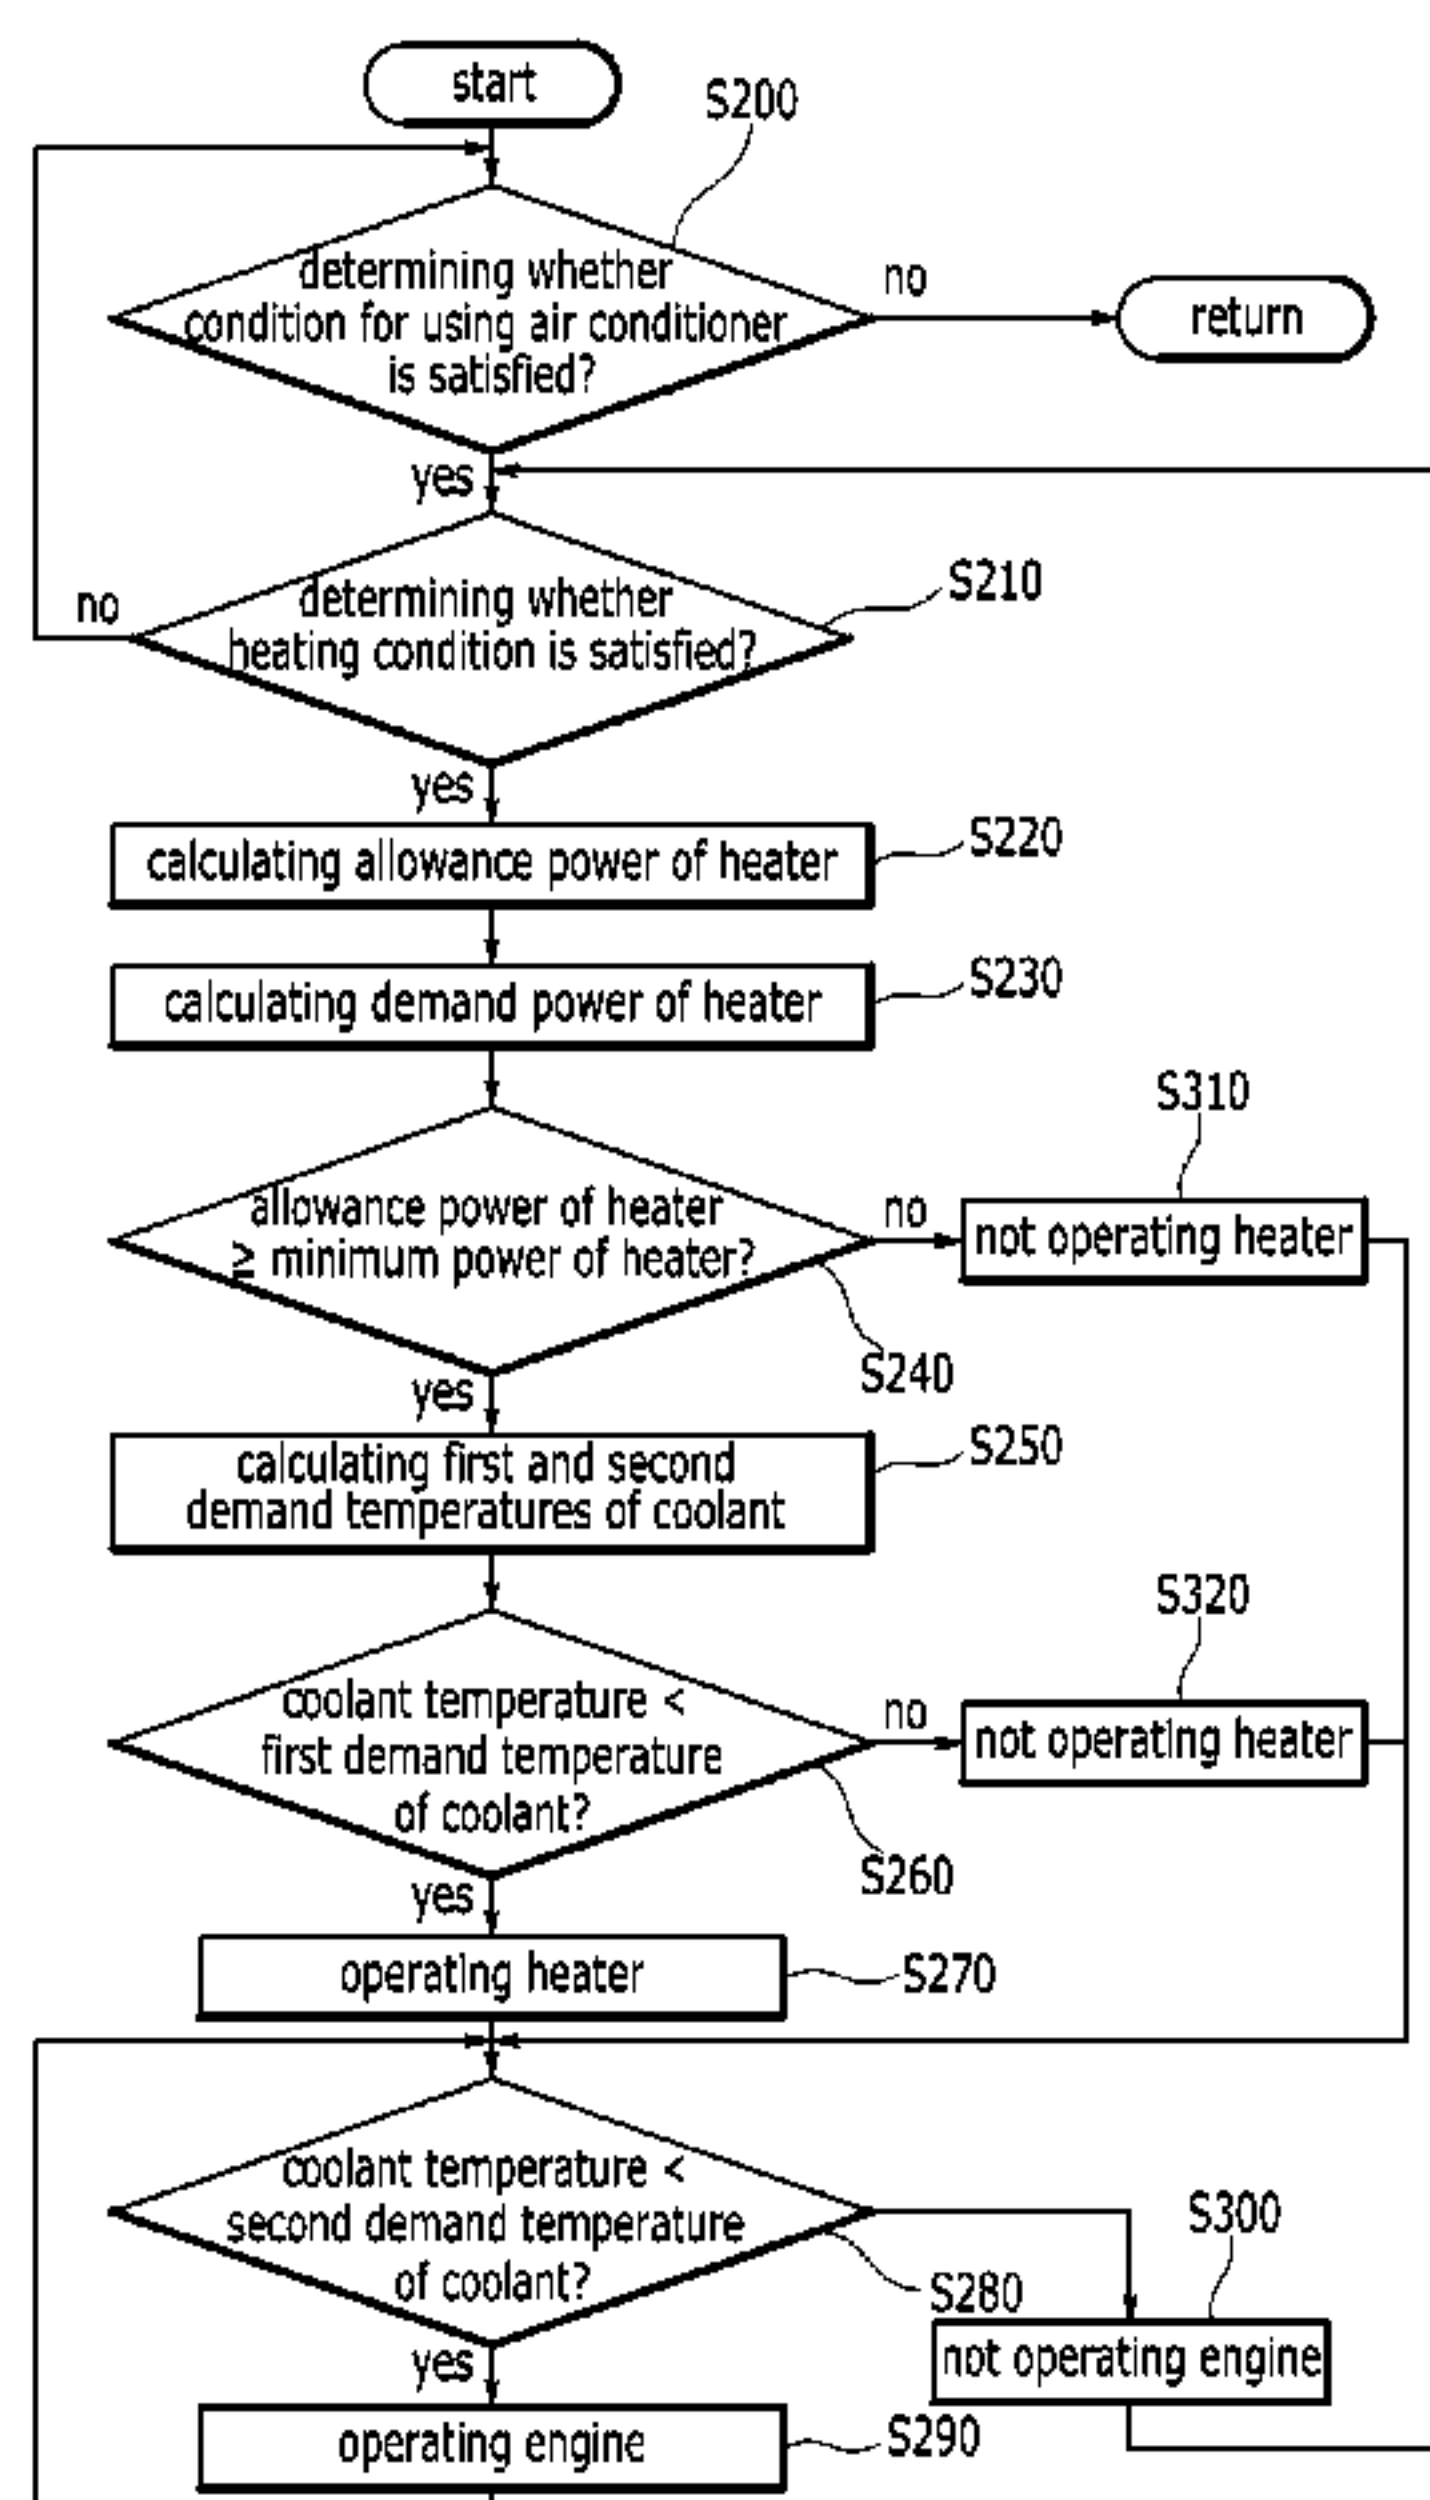 start
S200
determining whether
condition for using air conditioner
is satisfied?
no
return
yes
S210
determining whether
heating condition is satisfied?
no
yes
calculating allowance power of heater
S220
calculating demand power of heater
S230
S310
allowance power of heater
≥ minimum power of heater?
no
not operating heater
S240
yes
calculating first and second
demand temperatures of coolant
S250
S320
coolant temperature <
first demand temperature
of coolant?
no
not operating heater
S260
yes
operating heater
S270
coolant temperature <
second demand temperature
of coolant?
S280
S300
not operating engine
yes
operating engine
S290